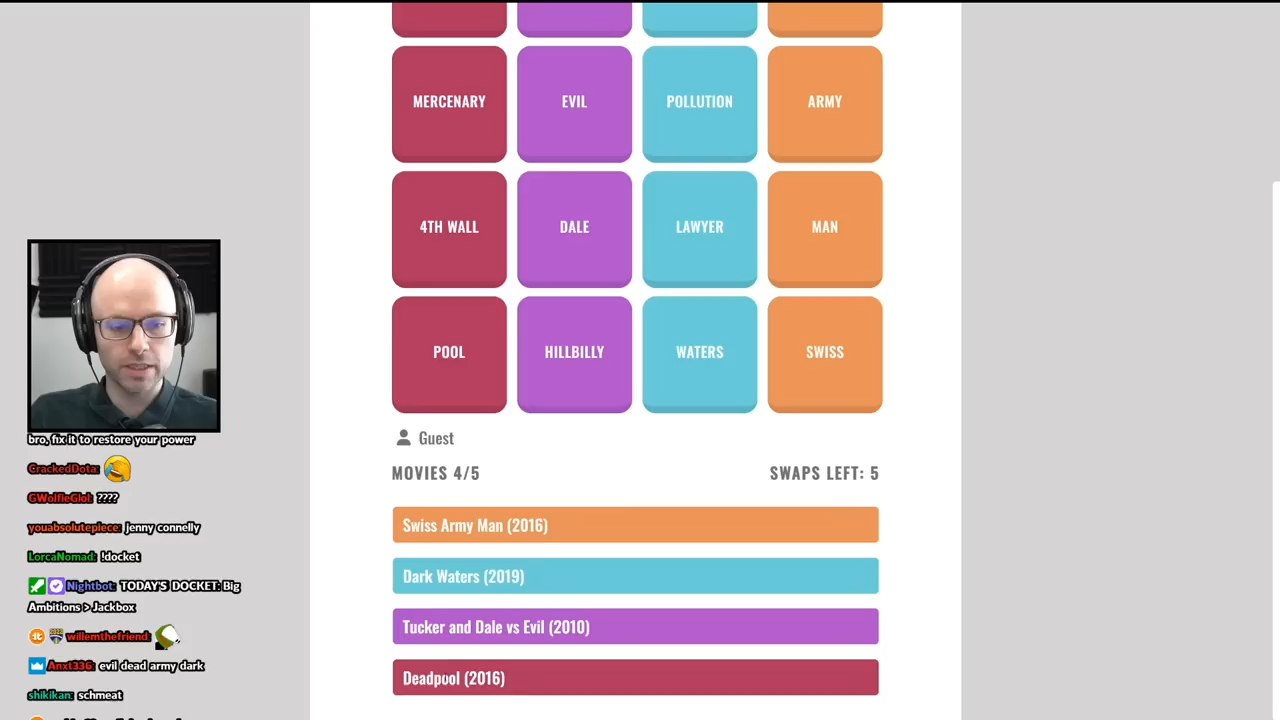 MERCENARY EVIL POLLUTION ARMY
4TH WALL DALE LAWYER MAN
POOL HILLBILLY WATERS SWISS
Guest
MOVIES 4/5 SWAPS LEFT: 5
Swiss Army Man (2016)
Dark Waters (2019)
Tucker and Dale vs Evil (2010)
Deadpool (2016)
bro, fix it to restore your power
CrackedDota:
GWolfieGlol: ????
youabsolutepiece: jenny connelly
LorcaNomad: !docket
Nightbot: TODAY'S DOCKET: Big
Ambitions > Jackbox
willemthefriend:
Anxt336: evil dead army dark
shikikan: schmeat